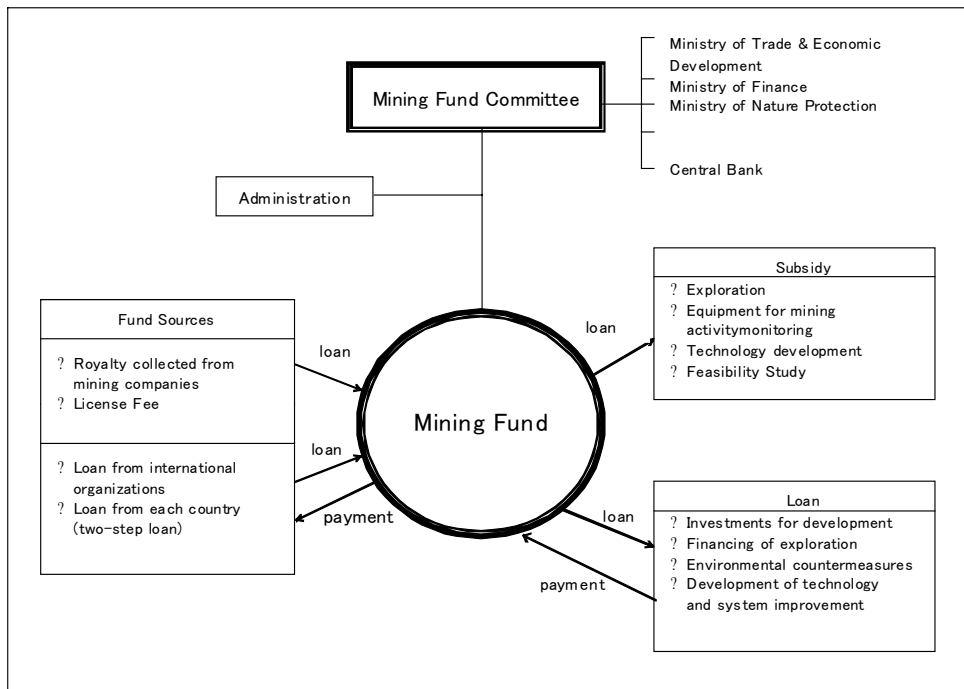 Mining Fund Committee
Ministry of Trade & Economic
Development
Ministry of Finance
Ministry of Nature Protection
Central Bank
Administration
Fund Sources
? Royalty collected from
mining companies
? License Fee
? Loan from international
organizations
? Loan from each country
(two-step loan)
loan
loan
payment
Mining Fund
loan
loan
payment
Subsidy
? Exploration
? Equipment for mining
activitymonitoring
? Technology development
? Feasibility Study
Loan
? Investments for development
? Financing of exploration
? Environmental countermeasures
? Development of technology
and system improvement